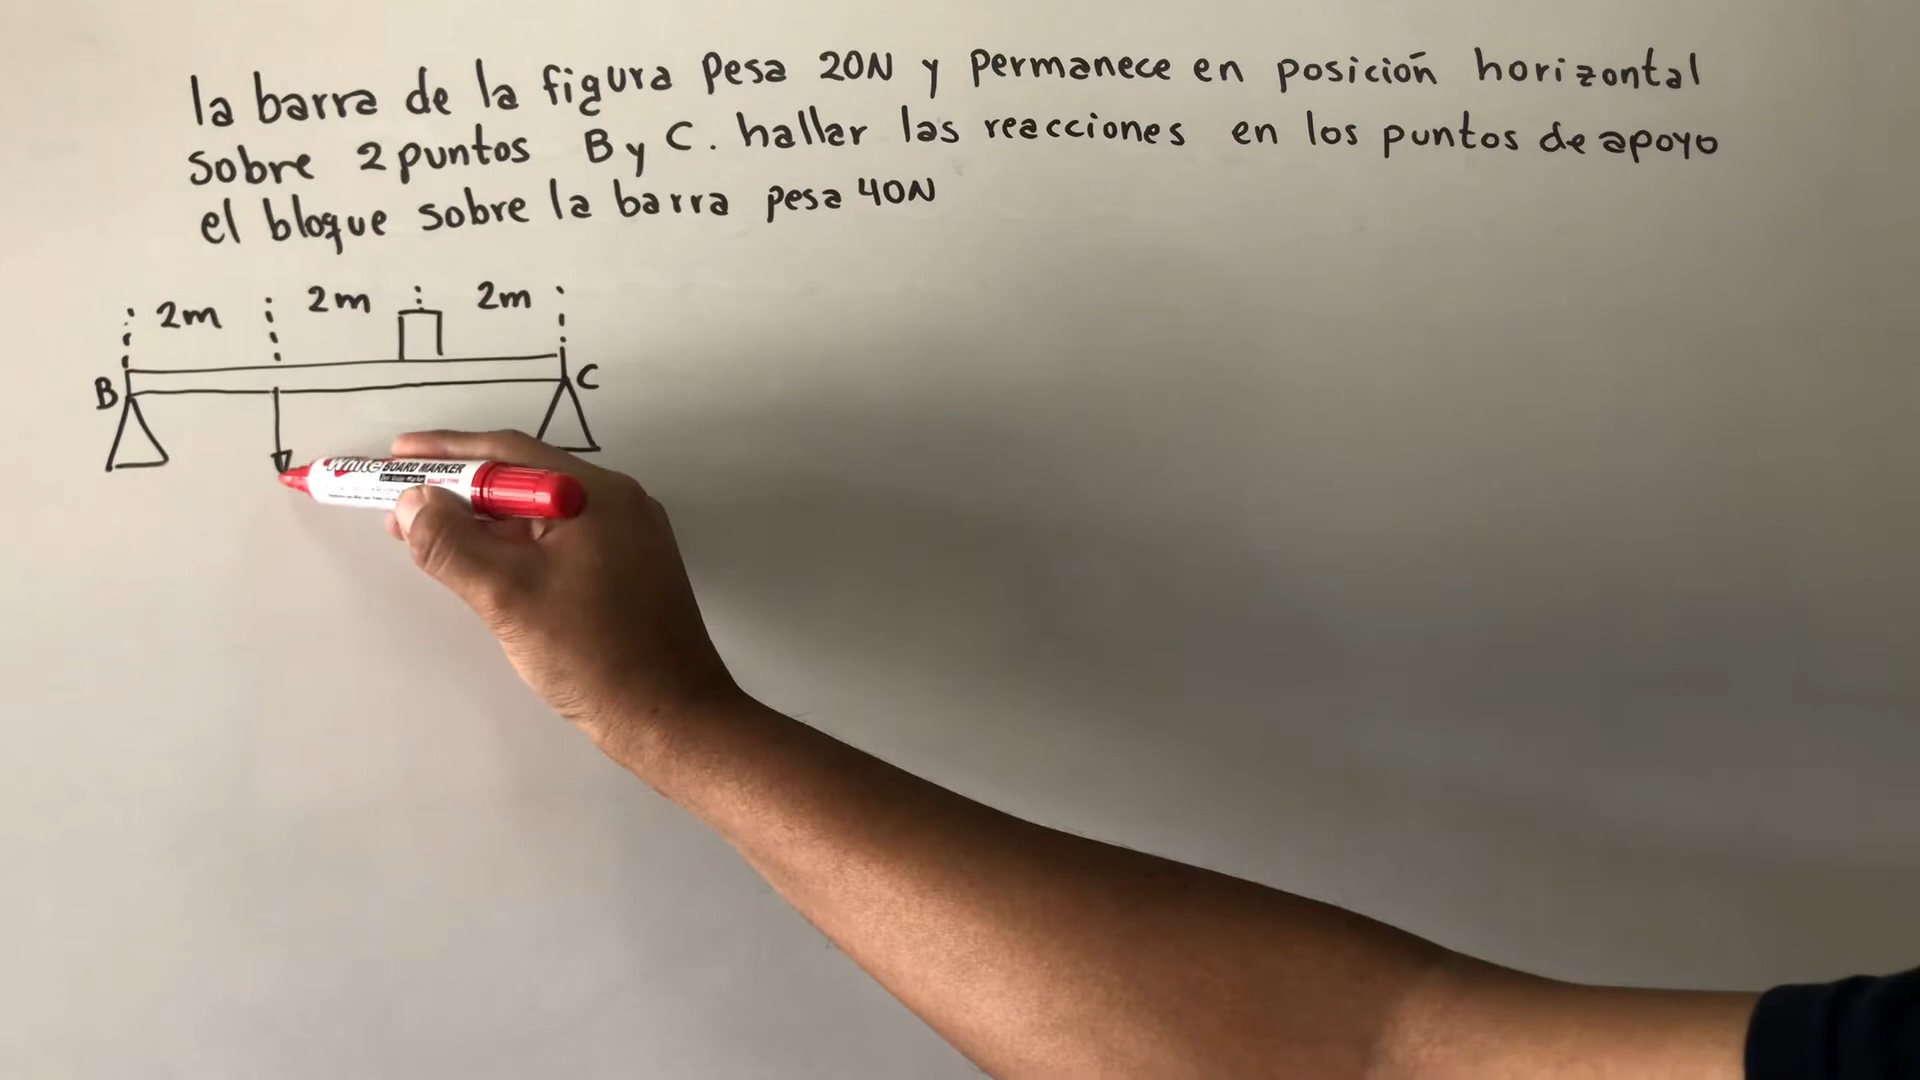 la barra de la figura Pesa 20N y Permanece en posición horizontal
sobre 2 puntos B y C. hallar las reacciones en los puntos de apoyo
el bloque sobre la barra pesa 40N
2m 2m 2m
B C
White BOARD MARKER